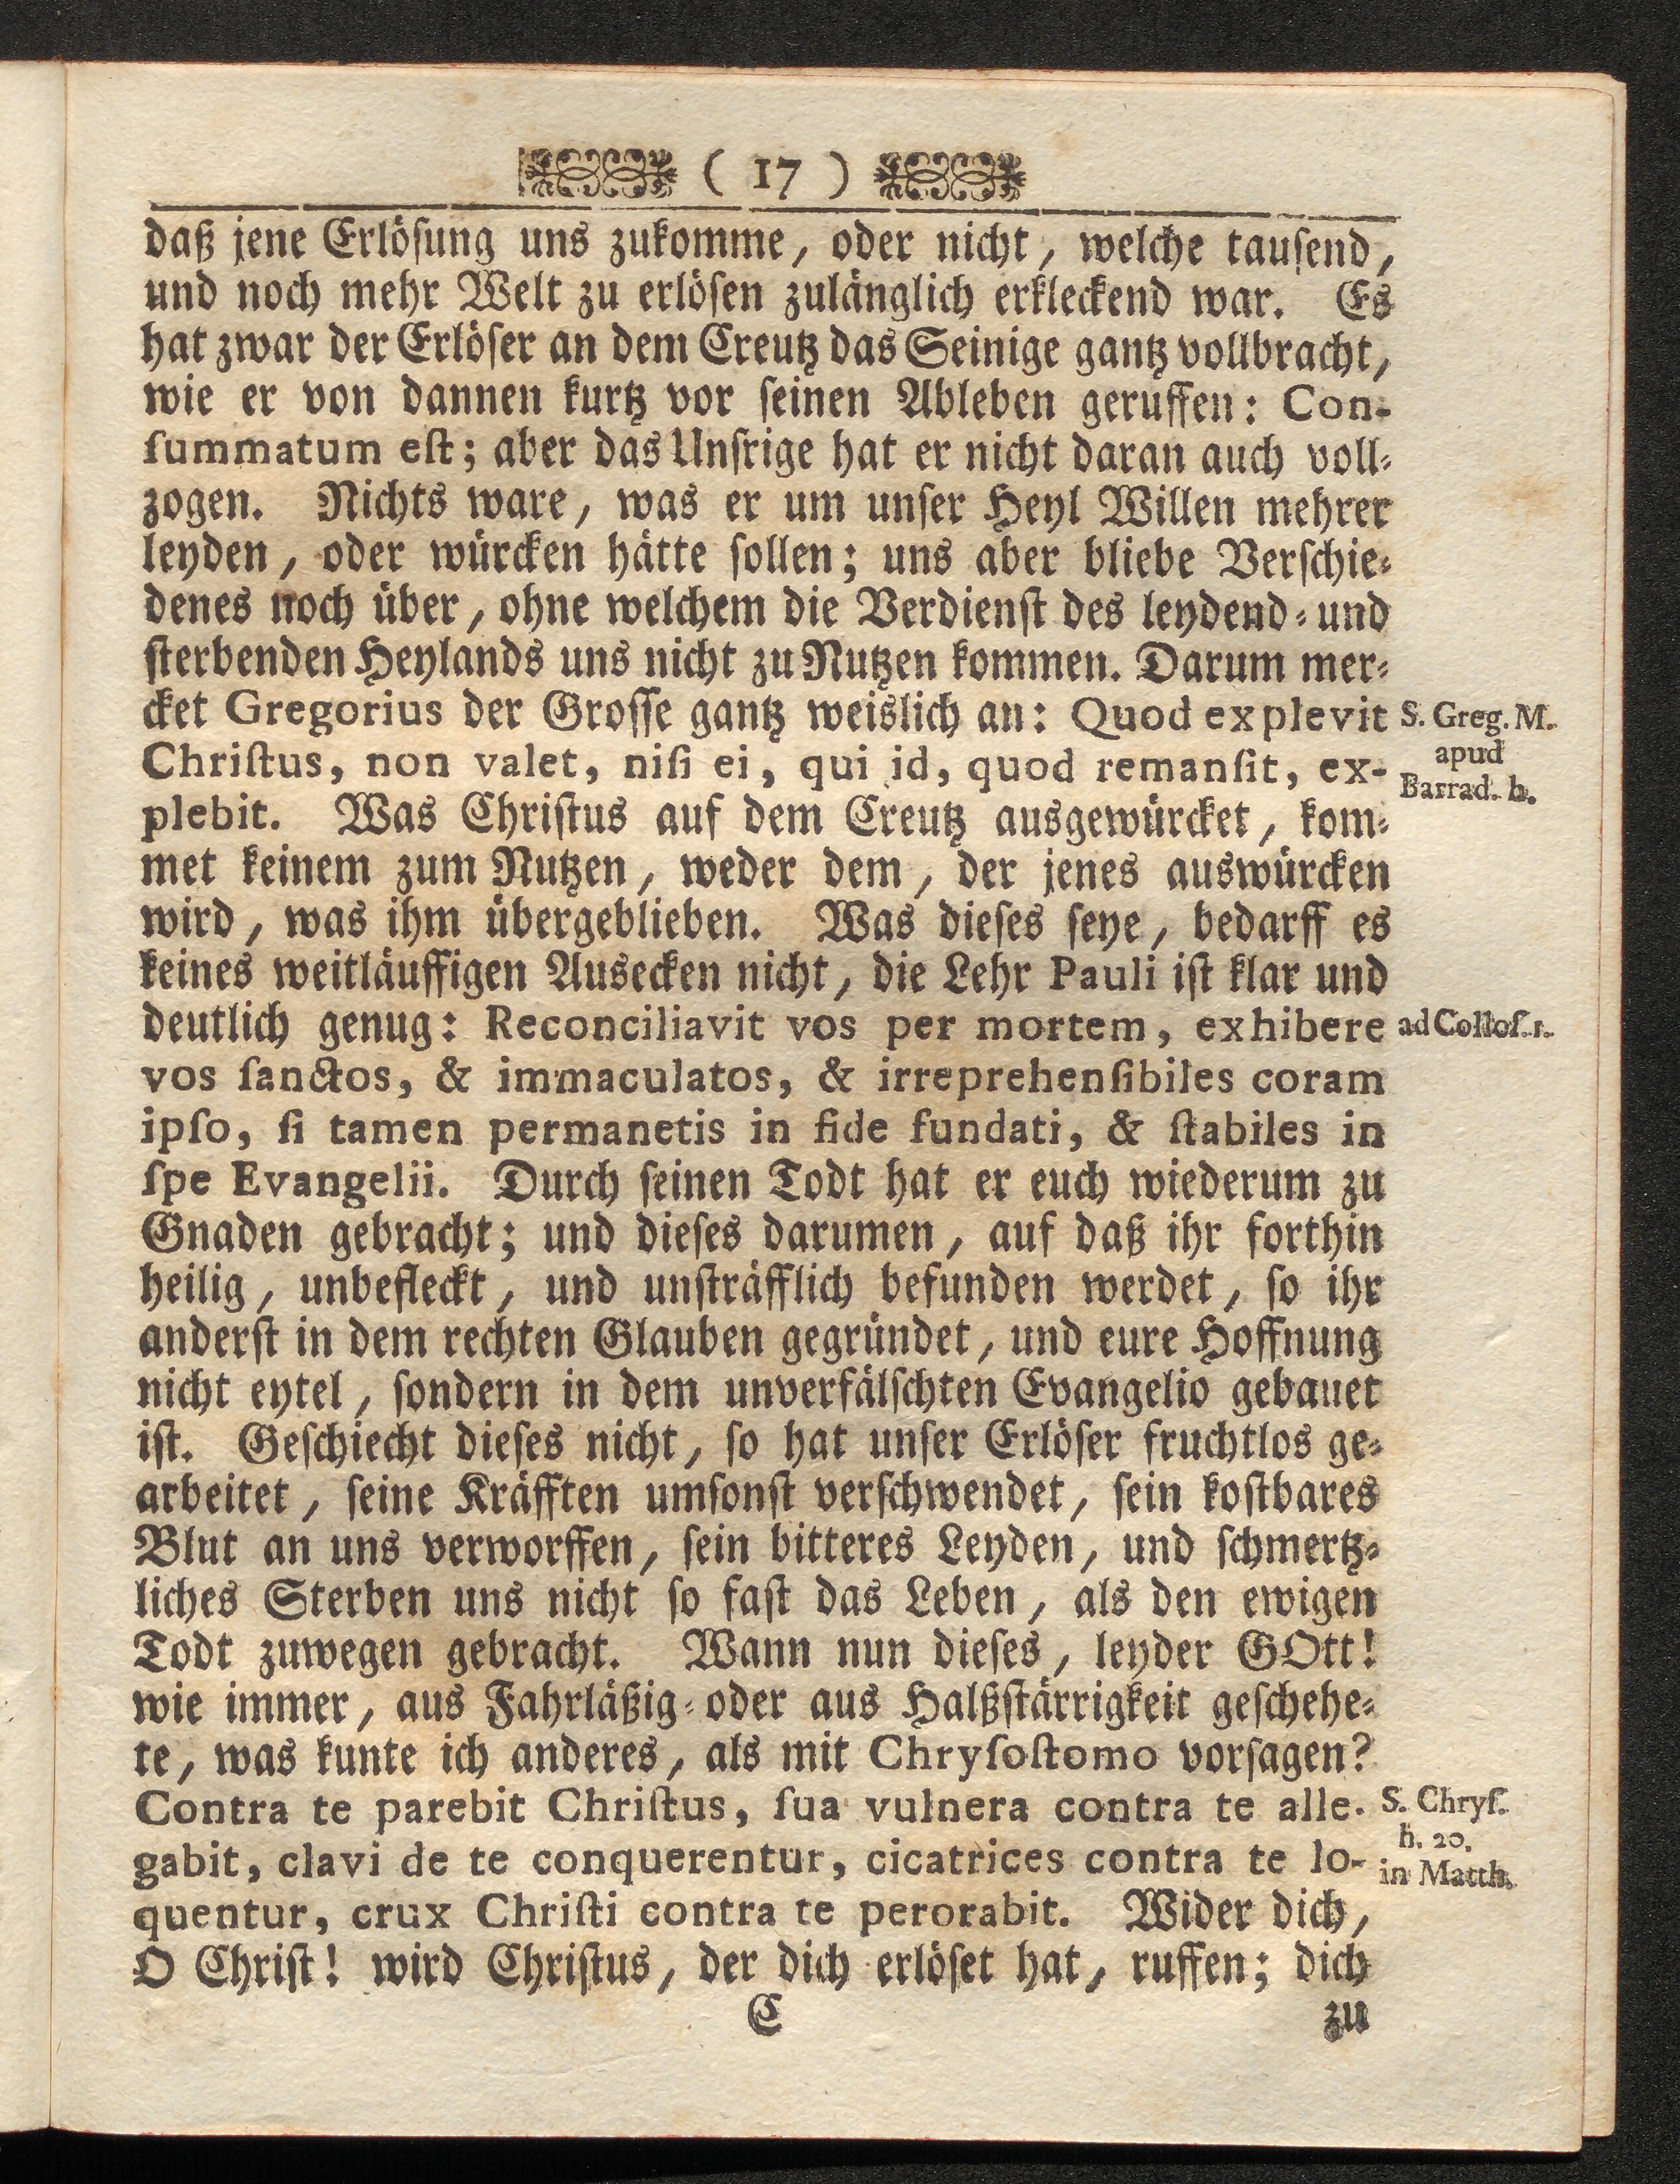 ( 17 )
daß jene Erlösung uns zukomme, oder nicht, welche tausend,
und noch mehr Welt zu erlösen zulänglich erkleckend war. Es
hat zwar der Erlöser an dem Creutz das Seinige gantz vollbracht,
wie er von dannen kurtz vor seinen Ableben geruffen: Con-
ſummatum eſt; aber das Unsrige hat er nicht daran auch voll-
zogen. Nichts ware, was er um unser Heyl Willen mehrer
leyden, oder würcken hätte sollen; uns aber bliebe Verschie-
denes noch über, ohne welchem die Verdienst des leydend- und
sterbenden Heylands uns nicht zu Nutzen kommen. Darum mer-
cket Gregorius der Grosse gantz weislich an: Quod explevit S. Greg. M.
apud
Chriſtus, non valet, niſi ei, qui id, quod remanſit, ex-
Barrad. h.
plebit. Was Christus auf dem Creutz ausgewürcket, kom-
met keinem zum Nutzen, weder dem, der jenes auswürcken
wird, was ihm übergeblieben. Was dieses seye, bedarff es
keines weitläuffigen Ausecken nicht, die Lehr Pauli ist klar und
deutlich genug: Reconciliavit vos per mortem, exhibere ad Colloſ. 1.
vos ſanctos, & immaculatos, & irreprehenſibiles coram
ipſo, ſi tamen permanetis in fide fundati, & ſtabiles in
ſpe Evangelii. Durch seinen Todt hat er euch wiederum zu
Gnaden gebracht; und dieses darumen, auf daß ihr forthin
heilig, unbefleckt, und unsträfflich befunden werdet, so ihr
anderst in dem rechten Glauben gegründet, und eure Hoffnung
nicht eytel, sondern in dem unverfälschten Evangelio gebauet
ist. Geschiecht dieses nicht, so hat unser Erlöser fruchtlos ge-
arbeitet, seine Kräfften umsonst verschwendet, sein kostbares
Blut an uns verworffen, sein bitteres Leyden, und schmertz-
liches Sterben uns nicht so fast das Leben, als den ewigen
Todt zuwegen gebracht. Wann nun dieses, leyder GOtt!
wie immer, aus Fahrläßig- oder aus Halßstärrigkeit geschehe-
te, was kunte ich anderes, als mit Chryſoſtomo vorsagen?
Contra te parebit Chriſtus, ſua vulnera contra te alle- S. Chryſ.
h. 20.
gabit, clavi de te conquerentur, cicatrices contra te lo- in Matth.
quentur, crux Chriſti contra te perorabit. Wider dich,
O Christ! wird Christus, der dich erlöset hat, ruffen; dich
C zu